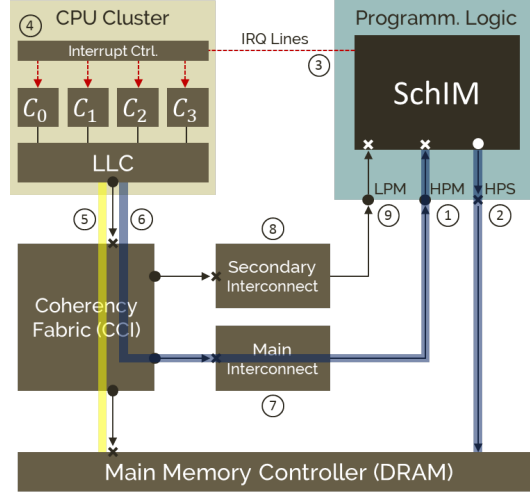 CPU Cluster
Programm. Logic
④
Interrupt Ctrl.
IRQ Lines
③
C₀
C₁
C₂
C₃
SchIM
LLC
LPM
HPM
HPS
⑤
⑥
⑨
①
②
⑧
Coherency
Fabric (CCI)
Secondary
Interconnect
Main
Interconnect
⑦
Main Memory Controller (DRAM)